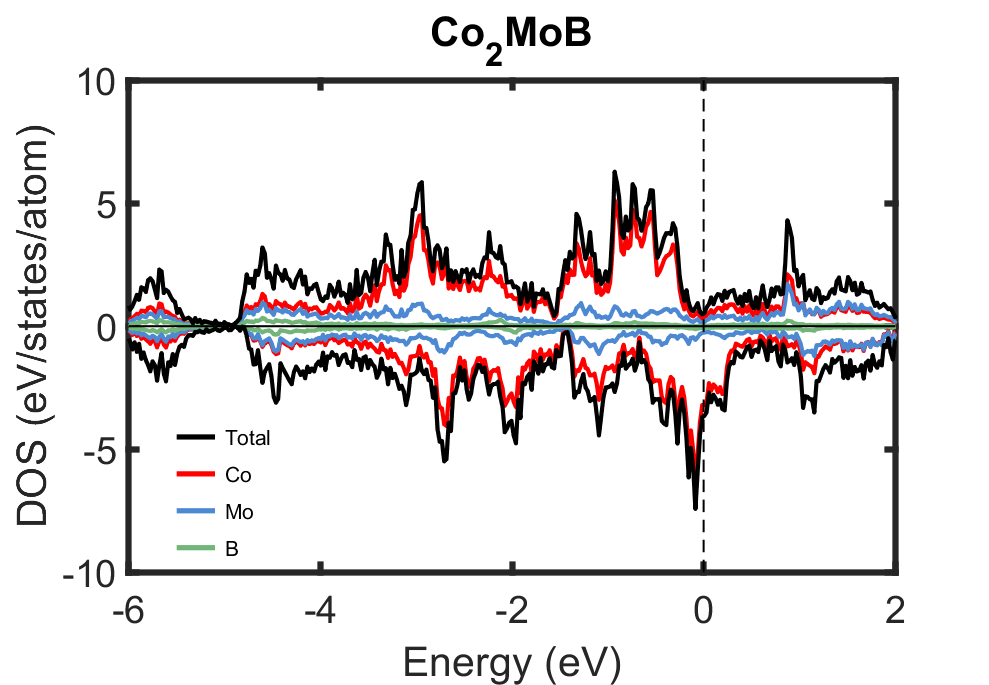 Co₂MoB
DOS (eV/states/atom)
10
5
0
-5
-10
Total
Co
Mo
B
-6 -4 -2 0 2
Energy (eV)